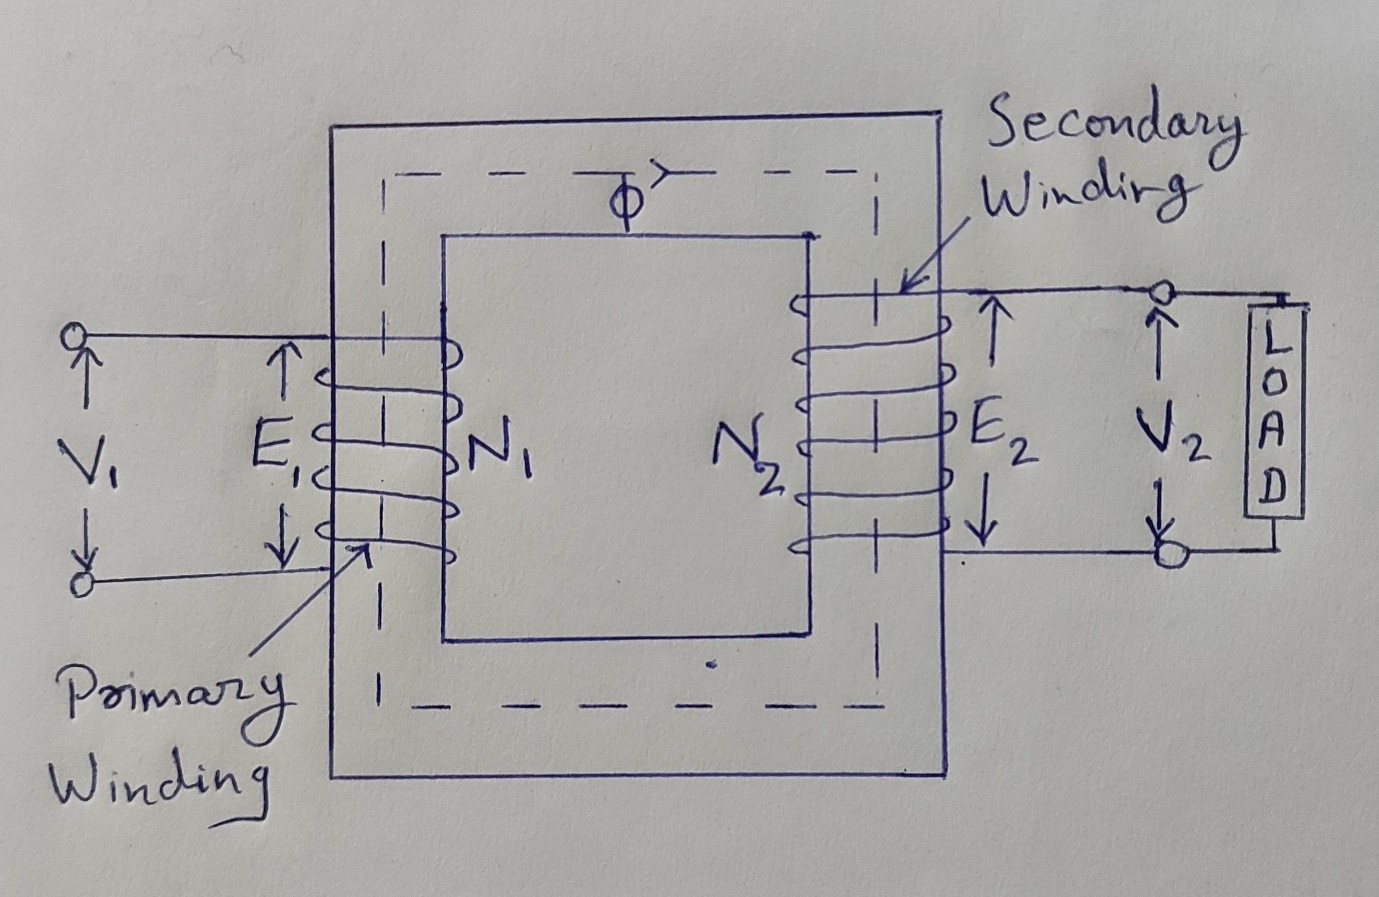 Secondary
Winding
Φ
V₁
E₁
N₁
N₂
E₂
V₂
LOAD
Primary
Winding